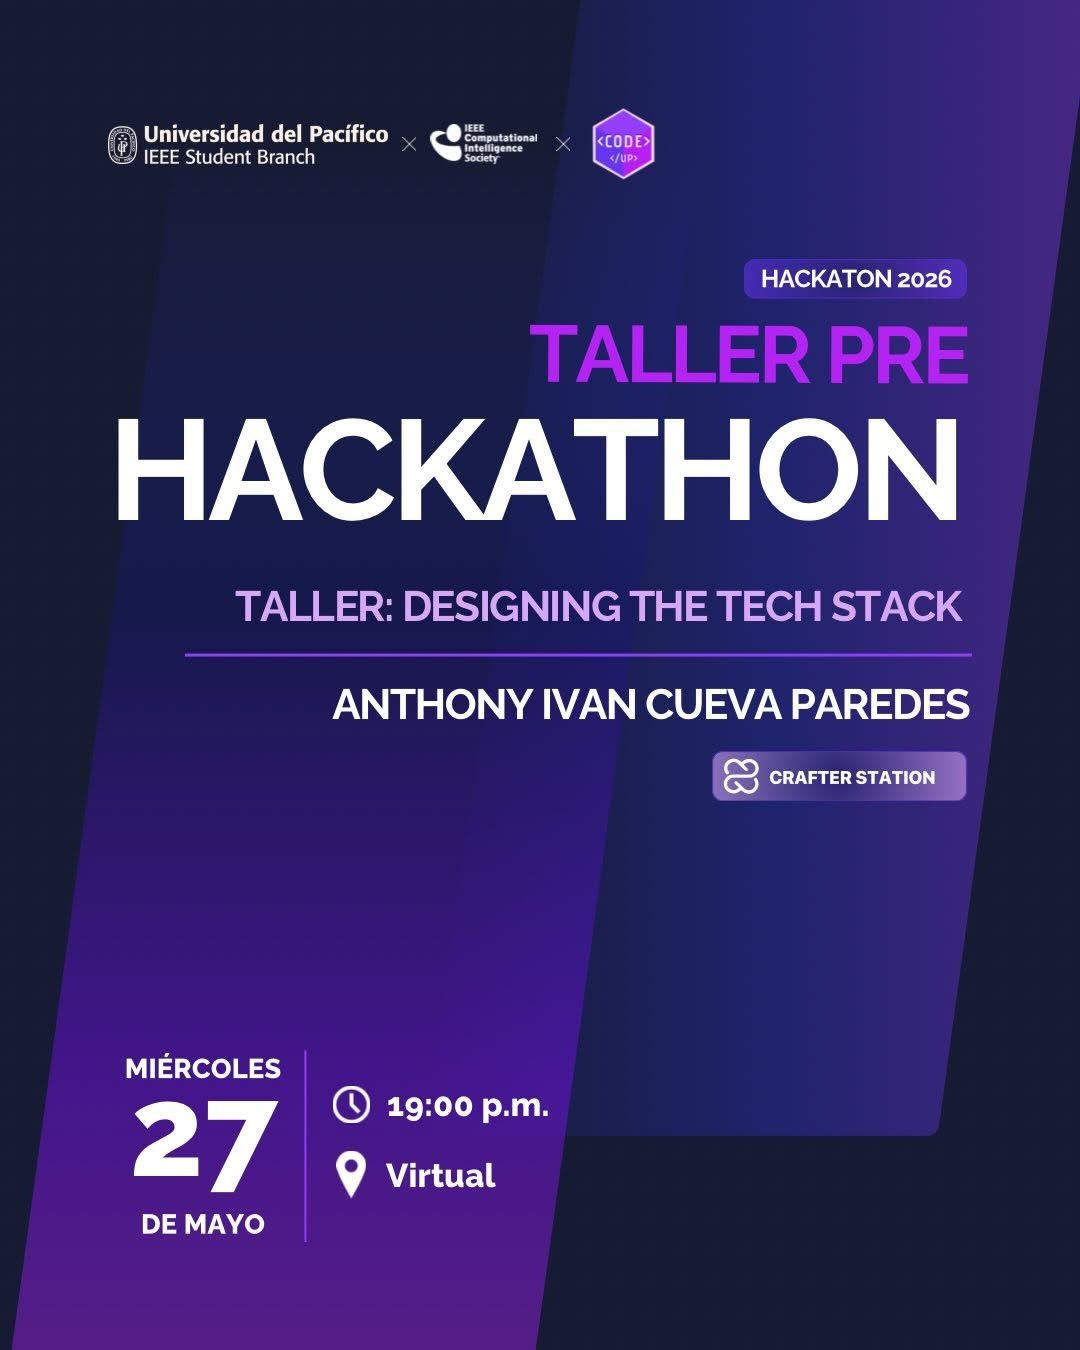 Universidad del Pacífico
IEEE Student Branch
×
IEEE
Computational
Intelligence
Society
×
<CODE>
</UP>
HACKATON 2026
TALLER PRE
HACKATHON
TALLER: DESIGNING THE TECH STACK
ANTHONY IVAN CUEVA PAREDES
CRAFTER STATION
MIÉRCOLES
27
DE MAYO
19:00 p.m.
Virtual